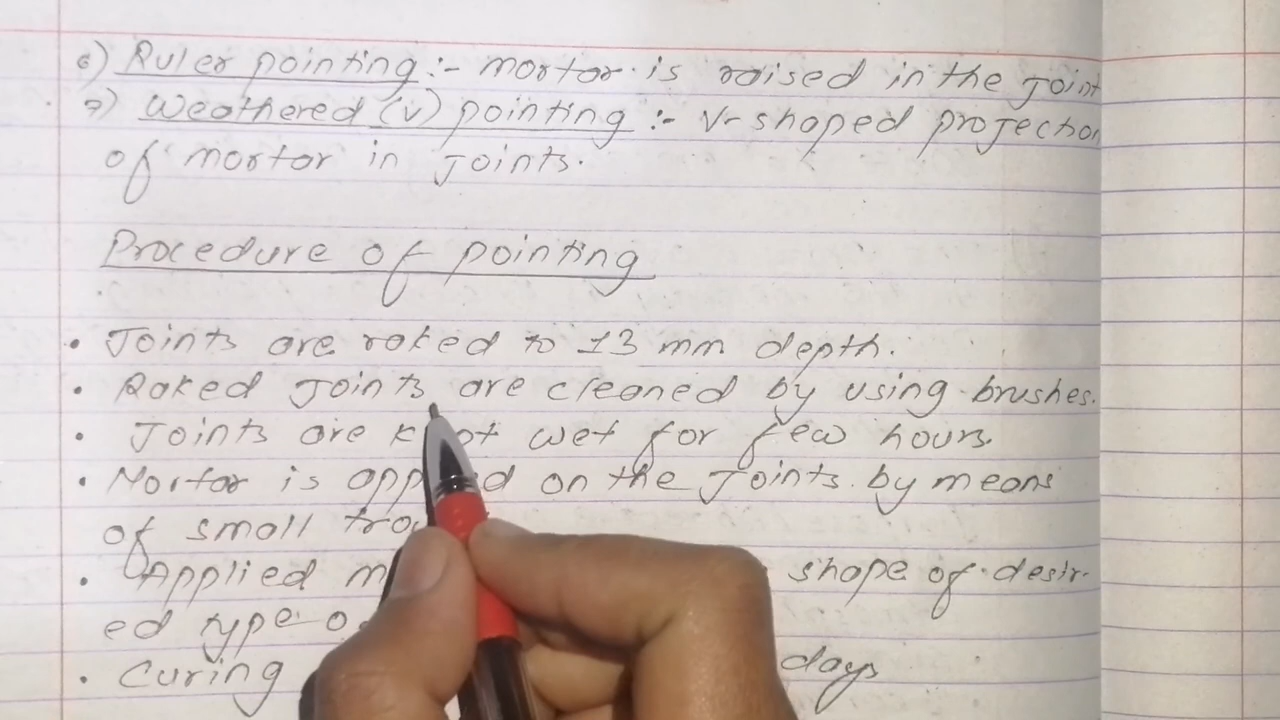 6) Ruler pointing :- mortar is raised in the Joint
7) Weathered (V) pointing :- V-shaped projection
of mortar in Joints.
Procedure of pointing
• Joints are raked to 13 mm depth.
• Raked Joints are cleaned by using brushes.
• Joints are kept wet for few hours.
• Mortar is applied on the Joints by means
of small
• Applied shape of desir-
ed type
• Curing days